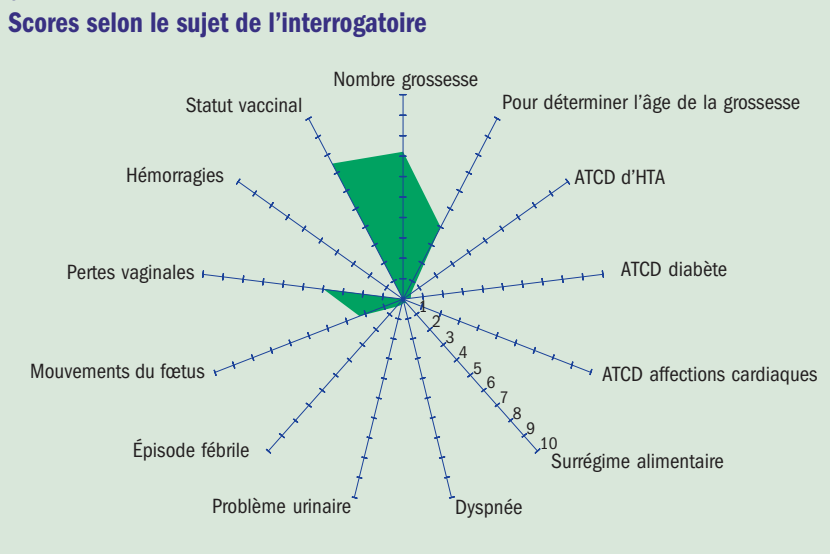 Scores selon le sujet de l'interrogatoire
Nombre grossesse
Pour déterminer l'âge de la grossesse
ATCD d'HTA
ATCD diabète
ATCD affections cardiaques
Surrégime alimentaire
Dyspnée
Problème urinaire
Épisode fébrile
Mouvements du fœtus
Pertes vaginales
Hémorragies
Statut vaccinal
1
2
3
4
5
6
7
8
9
10